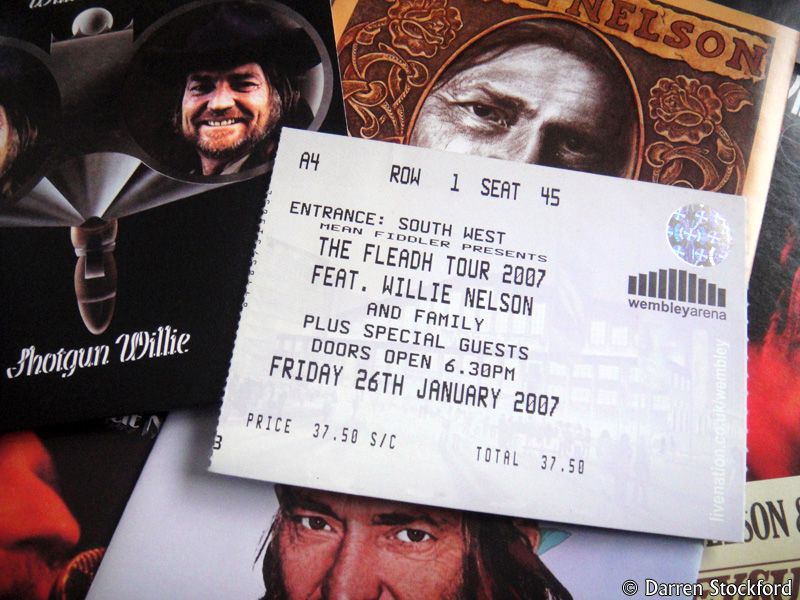 NELSON
A4 ROW 1 SEAT 45
ENTRANCE: SOUTH WEST
MEAN FIDDLER PRESENTS
THE FLEADH TOUR 2007
FEAT. WILLIE NELSON
AND FAMILY
PLUS SPECIAL GUESTS
DOORS OPEN 6.30PM
FRIDAY 26TH JANUARY 2007
PRICE 37.50 S/C
TOTAL 37.50
wembleyarena
livenation.co.uk/wembley
Shotgun Willie
SON &
© Darren Stockford